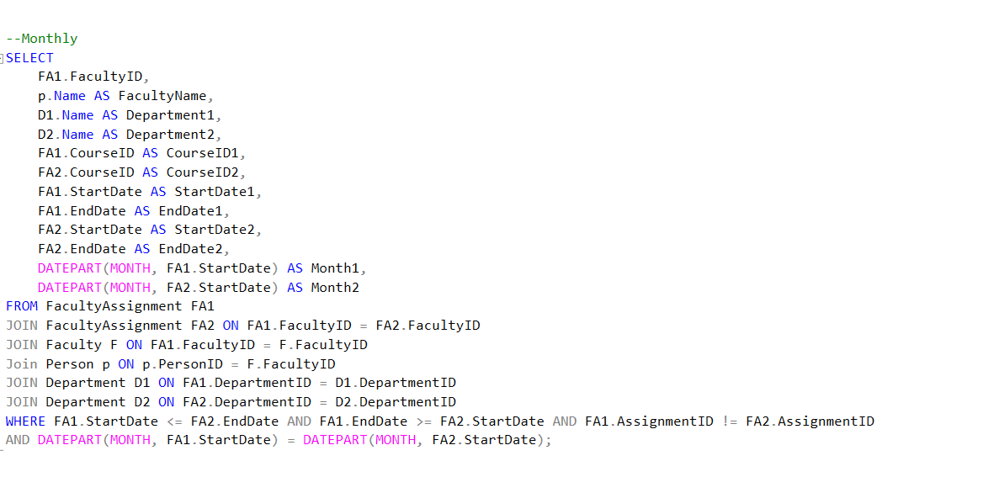 --Monthly
SELECT
    FA1.FacultyID,
    p.Name AS FacultyName,
    D1.Name AS Department1,
    D2.Name AS Department2,
    FA1.CourseID AS CourseID1,
    FA2.CourseID AS CourseID2,
    FA1.StartDate AS StartDate1,
    FA1.EndDate AS EndDate1,
    FA2.StartDate AS StartDate2,
    FA2.EndDate AS EndDate2,
    DATEPART(MONTH, FA1.StartDate) AS Month1,
    DATEPART(MONTH, FA2.StartDate) AS Month2
FROM FacultyAssignment FA1
JOIN FacultyAssignment FA2 ON FA1.FacultyID = FA2.FacultyID
JOIN Faculty F ON FA1.FacultyID = F.FacultyID
Join Person p ON p.PersonID = F.FacultyID
JOIN Department D1 ON FA1.DepartmentID = D1.DepartmentID
JOIN Department D2 ON FA2.DepartmentID = D2.DepartmentID
WHERE FA1.StartDate <= FA2.EndDate AND FA1.EndDate >= FA2.StartDate AND FA1.AssignmentID != FA2.AssignmentID
AND DATEPART(MONTH, FA1.StartDate) = DATEPART(MONTH, FA2.StartDate);